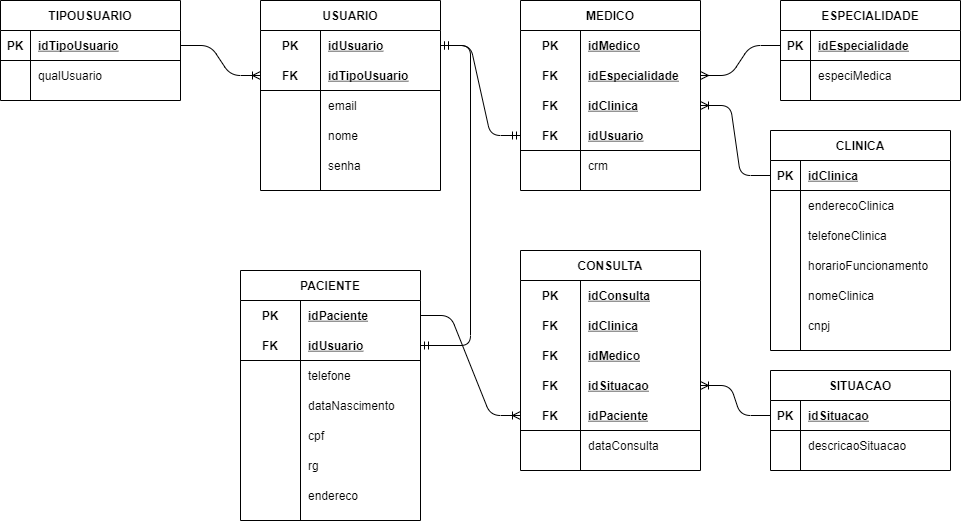 TIPOUSUARIO
PK idTipoUsuario
qualUsuario
USUARIO
PK idUsuario
FK idTipoUsuario
email
nome
senha
MEDICO
PK idMedico
FK idEspecialidade
FK idClinica
FK idUsuario
crm
ESPECIALIDADE
PK idEspecialidade
especiMedica
CLINICA
PK idClinica
enderecoClinica
telefoneClinica
horarioFuncionamento
nomeClinica
cnpj
PACIENTE
PK idPaciente
FK idUsuario
telefone
dataNascimento
cpf
rg
endereco
CONSULTA
PK idConsulta
FK idClinica
FK idMedico
FK idSituacao
FK idPaciente
dataConsulta
SITUACAO
PK idSituacao
descricaoSituacao